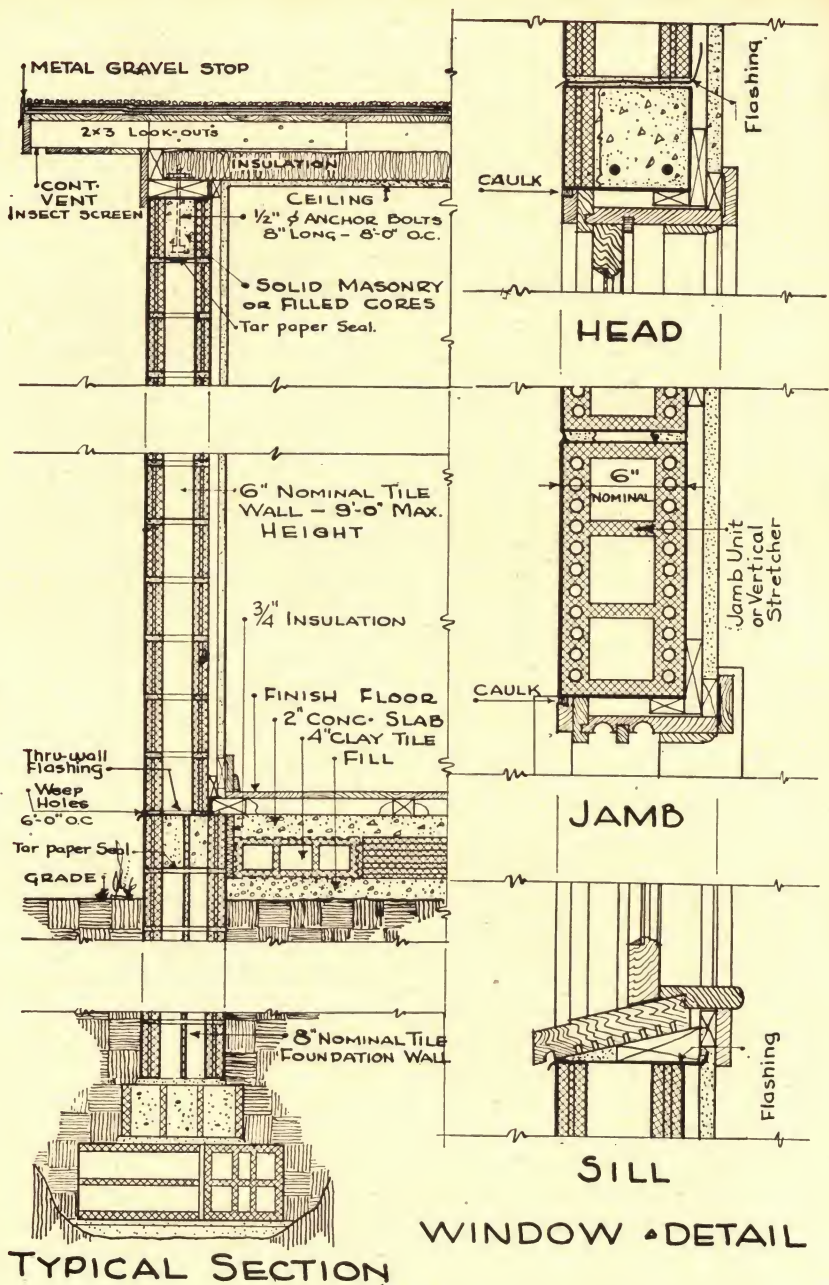 METAL GRAVEL STOP
2x3 LOOK-OUTS
INSULATION
CONT.
VENT
INSECT SCREEN
CEILING
1/2" ϕ ANCHOR BOLTS
8" LONG - 8'-0" O.C.
SOLID MASONRY
OR FILLED CORES
Tar paper Seal.
6" NOMINAL TILE
WALL - 9'-0" MAX.
HEIGHT
3/4" INSULATION
FINISH FLOOR
2" CONC. SLAB
4" CLAY TILE
FILL
Thru-wall
Flashing
Weep
Holes
6'-0" O.C
Tar paper Seal
GRADE
8" NOMINAL TILE
FOUNDATION WALL
TYPICAL SECTION
Flashing
CAULK
HEAD
6"
NOMINAL
Jamb Unit
or Vertical
Stretcher
CAULK
JAMB
Flashing
SILL
WINDOW • DETAIL